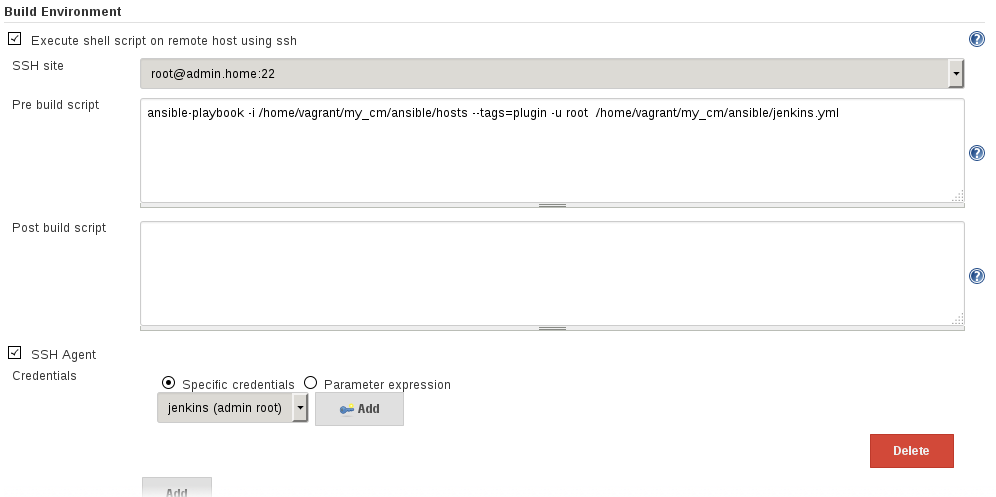 Build Environment
Execute shell script on remote host using ssh
SSH site
root@admin.home:22
Pre build script
ansible-playbook -i /home/vagrant/my_cm/ansible/hosts --tags=plugin -u root  /home/vagrant/my_cm/ansible/jenkins.yml
Post build script
SSH Agent
Credentials
Specific credentials Parameter expression
jenkins (admin root) Add
Delete
Add